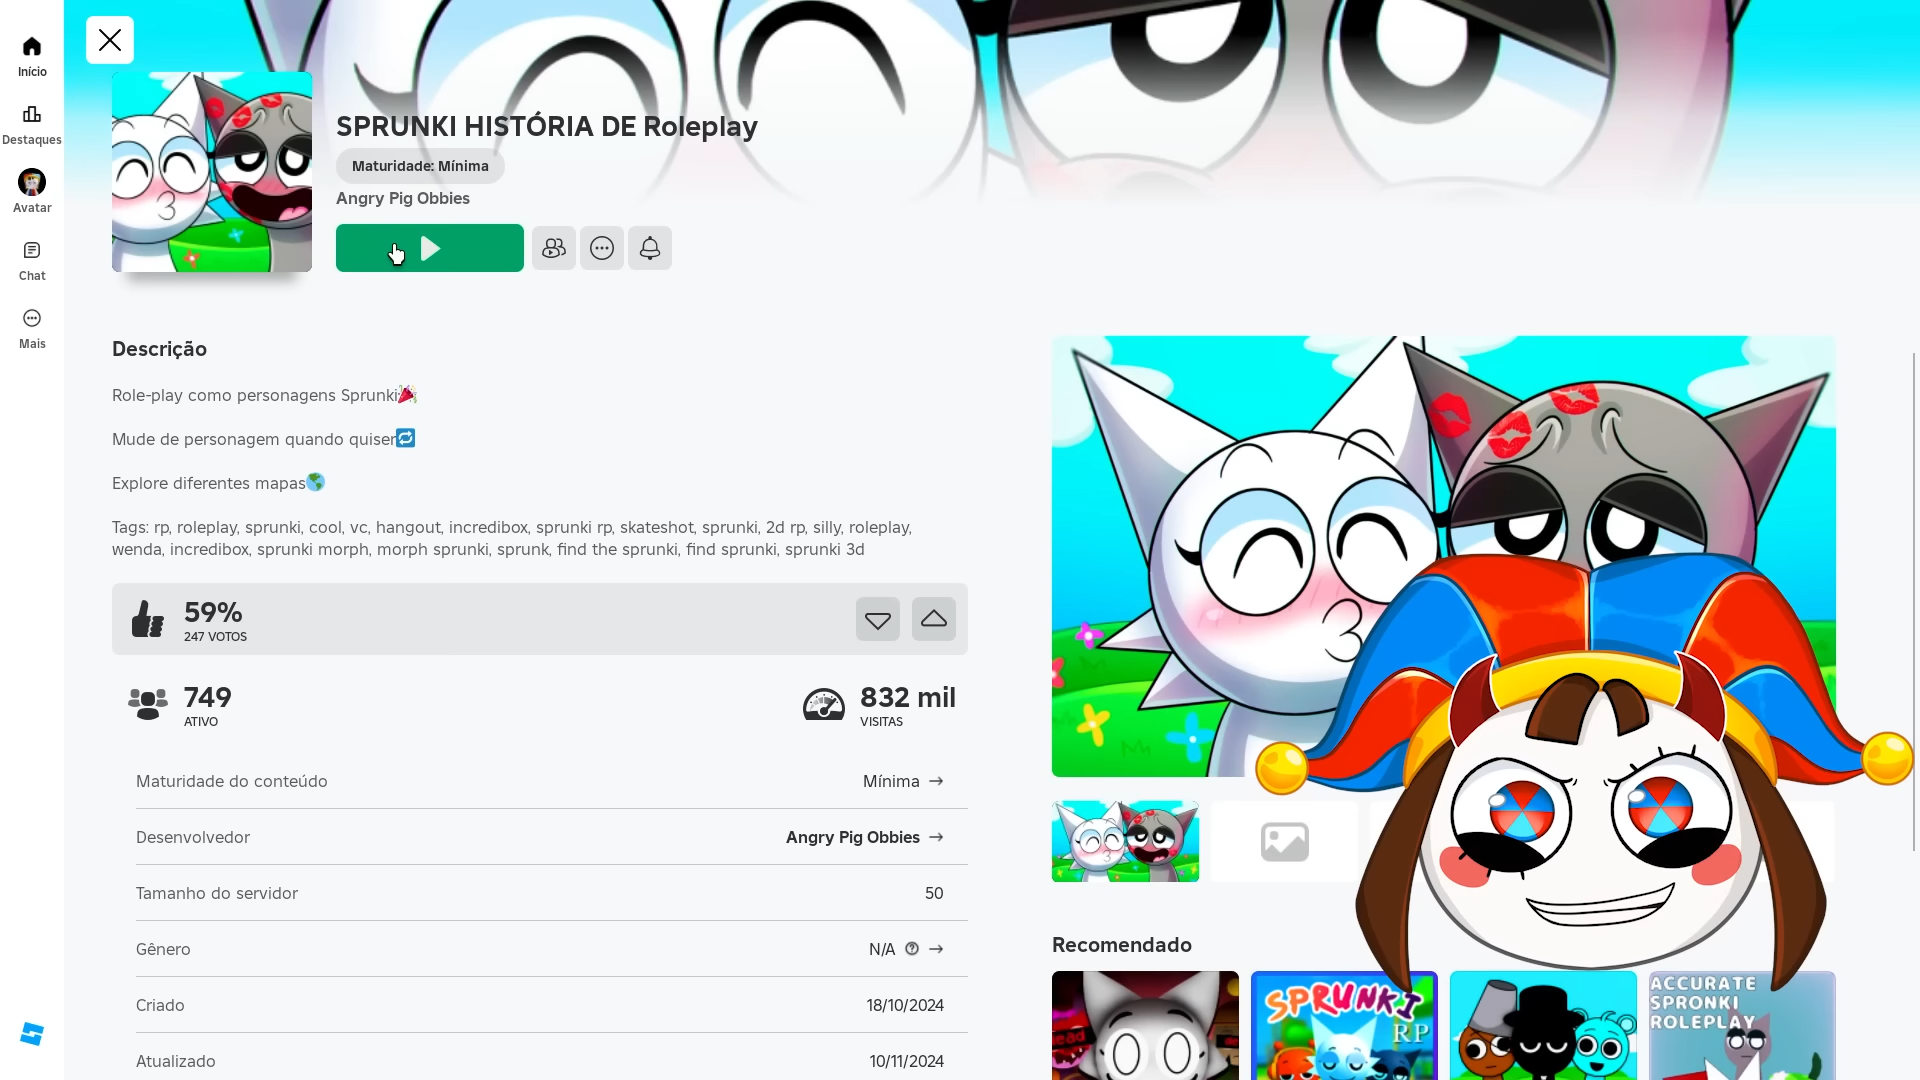 Início
Destaques
Avatar
Chat
Mais
SPRUNKI HISTÓRIA DE Roleplay
Maturidade: Mínima
Angry Pig Obbies
Descrição
Role-play como personagens Sprunki🎉
Mude de personagem quando quiser🔁
Explore diferentes mapas🌎
Tags: rp, roleplay, sprunki, cool, vc, hangout, incredibox, sprunki rp, skateshot, sprunki, 2d rp, silly, roleplay,
wenda, incredibox, sprunki morph, morph sprunki, sprunk, find the sprunki, find sprunki, sprunki 3d
59%
247 VOTOS
749
ATIVO
832 mil
VISITAS
Maturidade do conteúdo
Mínima
Desenvolvedor
Angry Pig Obbies
Tamanho do servidor
50
Gênero
N/A
Criado
18/10/2024
Atualizado
10/11/2024
Recomendado
SPRUNKI
RP
ACCURATE
SPRONKI
ROLEPLAY